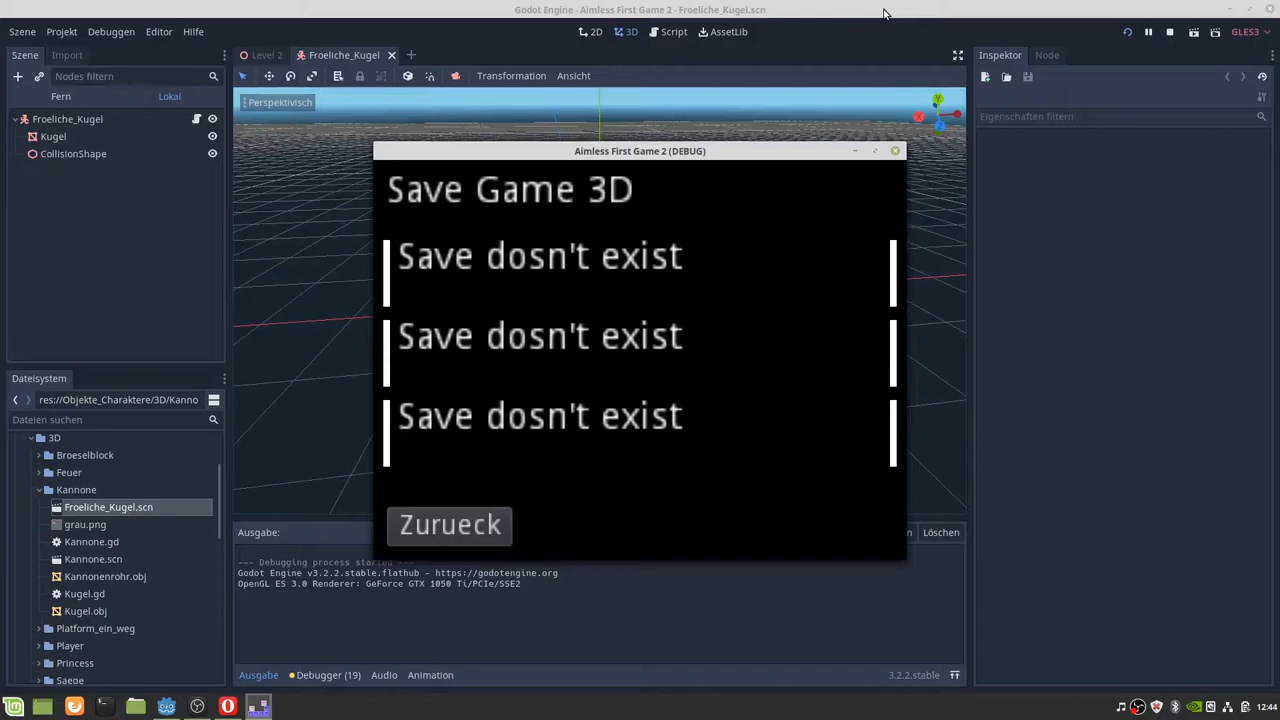 Godot Engine - Aimless First Game 2 - Froeliche_Kugel.scn
Szene Projekt Debuggen Editor Hilfe
2D 3D Script AssetLib
GLES3
Szene Import
Level 2 Froeliche_Kugel
Inspektor Node
Nodes filtern
Transformation Ansicht
Fern Lokal
Perspektivisch
Eigenschaften filtern
Froeliche_Kugel
Kugel
CollisionShape
Y
X
Z
Aimless First Game 2 (DEBUG)
Save Game 3D
Save dosn't exist
Save dosn't exist
Save dosn't exist
Zurueck
Dateisystem
res://Objekte_Charaktere/3D/Kanno
Dateien suchen
3D
Broeselblock
Feuer
Kannone
Froeliche_Kugel.scn
grau.png
Kannone.gd
Kannone.scn
Kannonenrohr.obj
Kugel.gd
Kugel.obj
Platform_ein_weg
Player
Princess
Saege
Ausgabe:
Löschen
--- Debugging process started ---
Godot Engine v3.2.2.stable.flathub - https://godotengine.org
OpenGL ES 3.0 Renderer: GeForce GTX 1050 Ti/PCIe/SSE2
Ausgabe Debugger (19) Audio Animation
3.2.2.stable
12:44